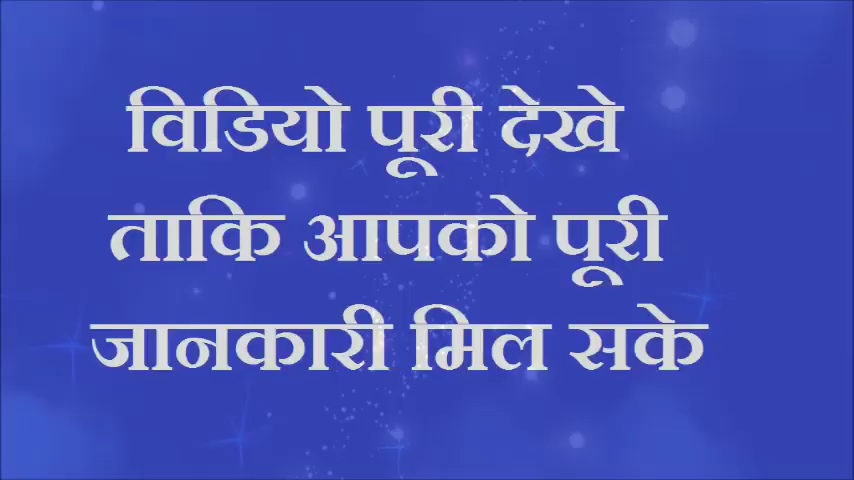 विडियो पूरी देखे
ताकि आपको पूरी
जानकारी मिल सके